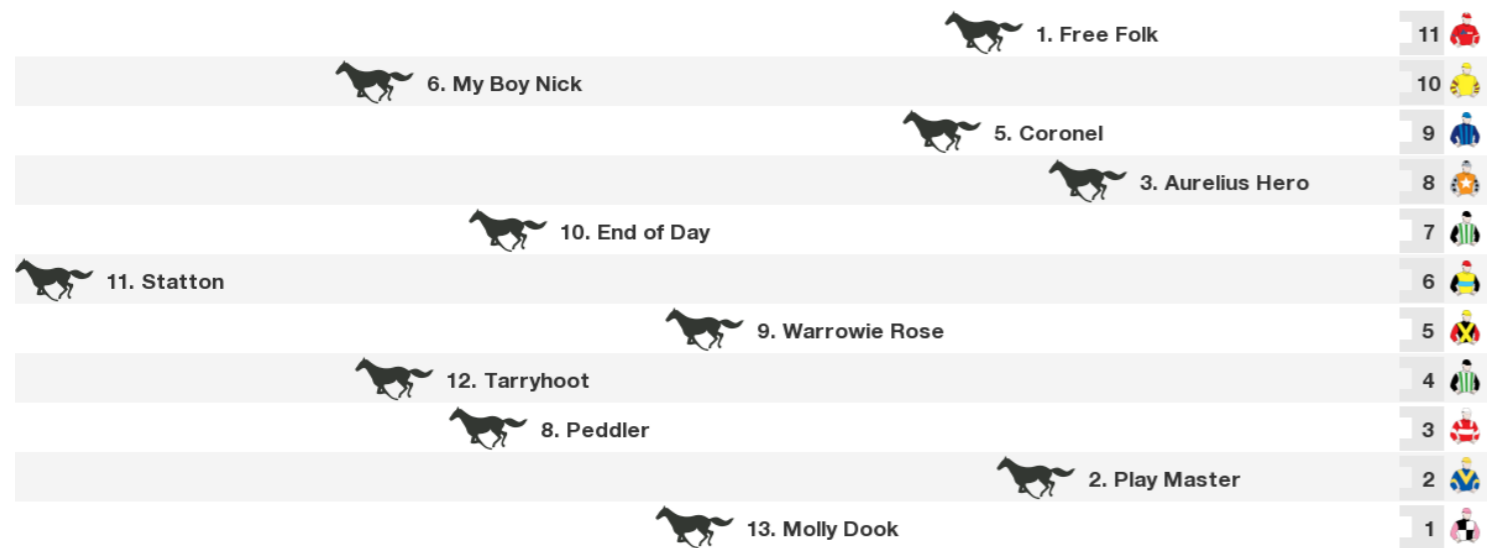 1. Free Folk 11
6. My Boy Nick 10
5. Coronel 9
3. Aurelius Hero 8
10. End of Day 7
11. Statton 6
9. Warrowie Rose 5
12. Tarryhoot 4
8. Peddler 3
2. Play Master 2
13. Molly Dook 1